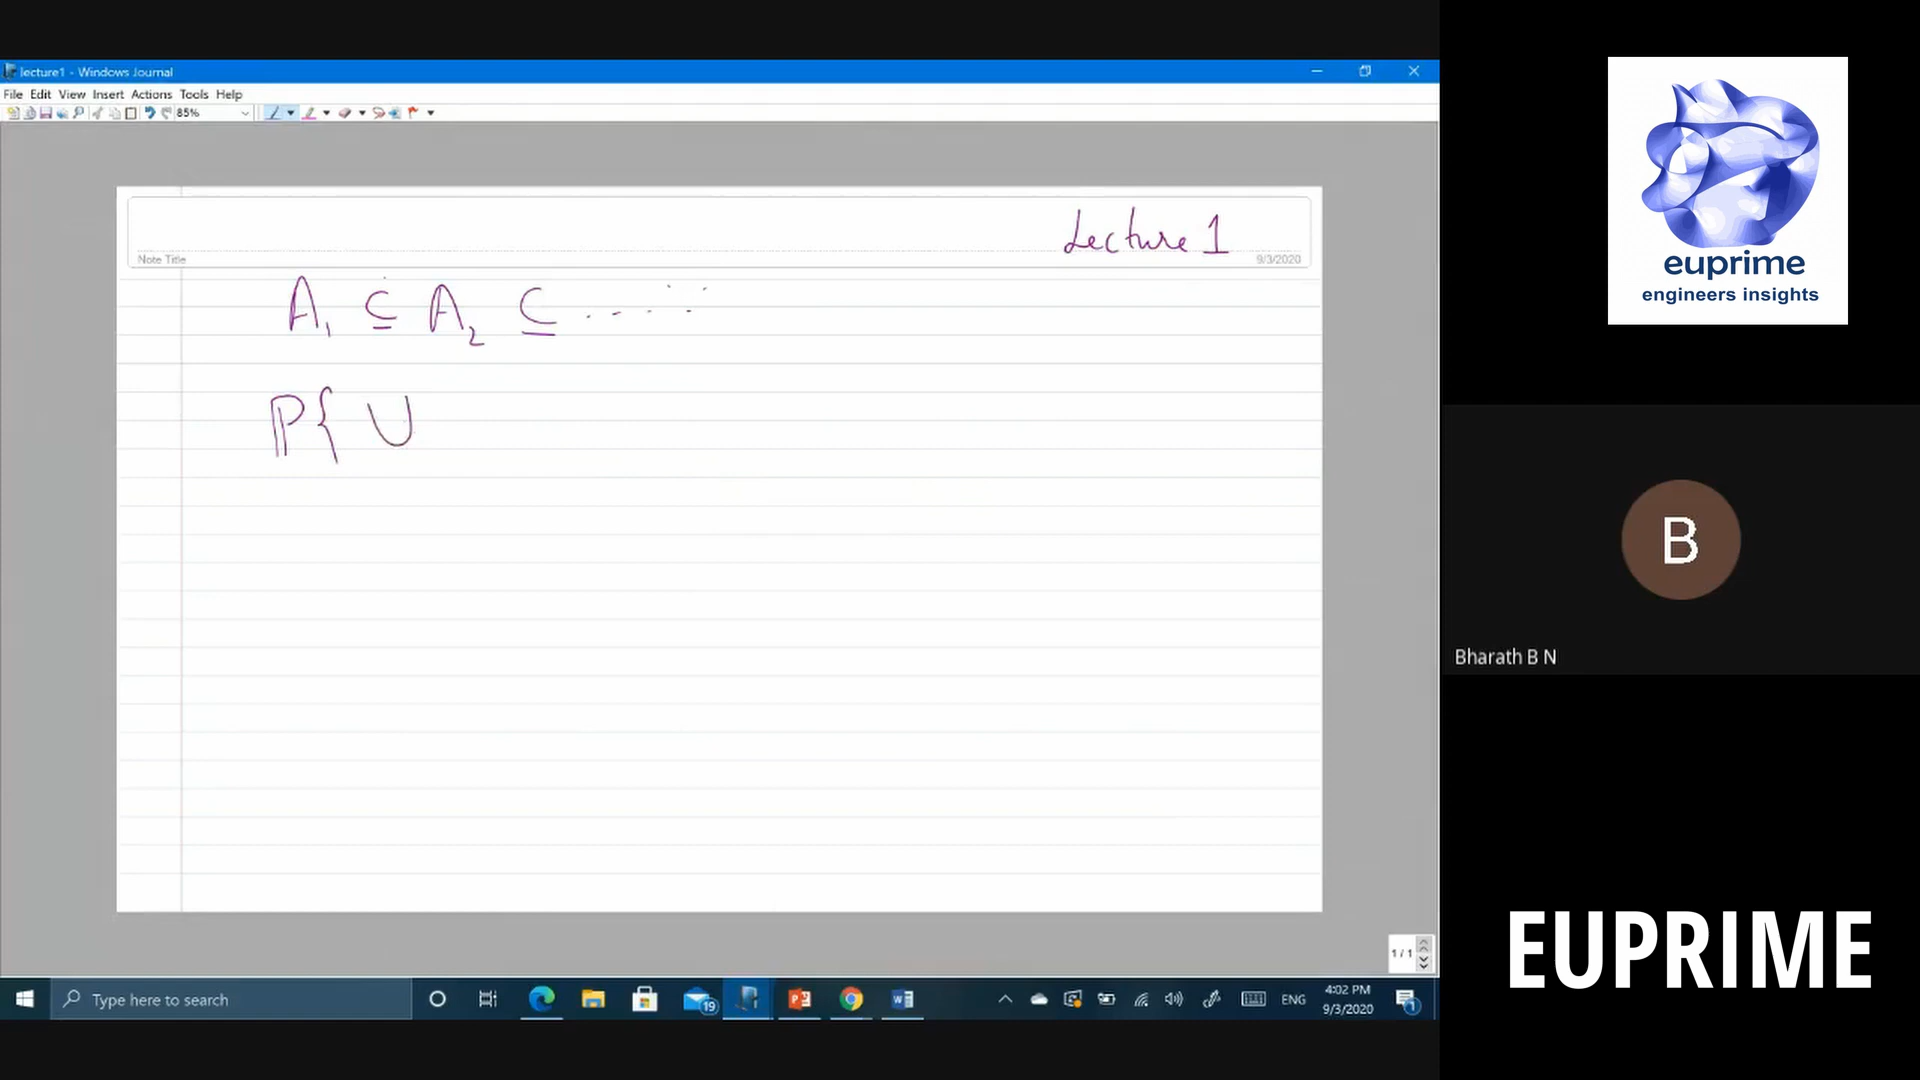 lecture1 - Windows Journal
File Edit View Insert Actions Tools Help
85%
Lecture 1
Note Title
9/3/2020
A₁ ⊆ A₂ ⊆ ......
P{ ∪
1 / 1
Type here to search
19
ENG
4:02 PM
9/3/2020
1
euprime
engineers insights
B
Bharath B N
EUPRIME